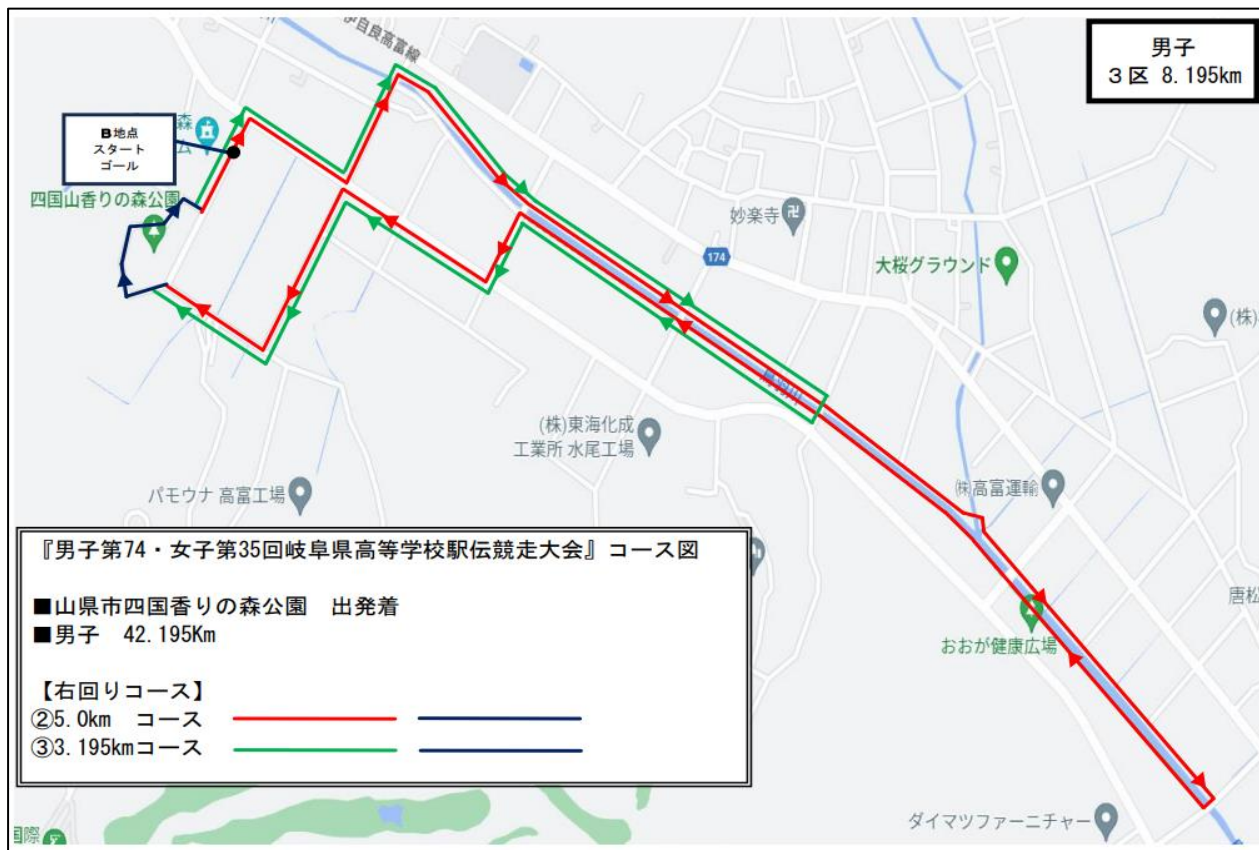 男子
3区 8.195km
自良高富線
B地点
スタート
ゴール
森
四国山香りの森公園
妙楽寺
174
大桜グラウンド
(株)
鳥羽川
(株)東海化成
工業所 水尾工場
㈱高富運輸
パモウナ 高富工場
唐松
おおが健康広場
『男子第74・女子第35回岐阜県高等学校駅伝競走大会』コース図
■山県市四国香りの森公園　出発着
■男子　42.195Km
【右回りコース】
②5.0km　コース
③3.195kmコース
ダイマツファーニチャー
国際